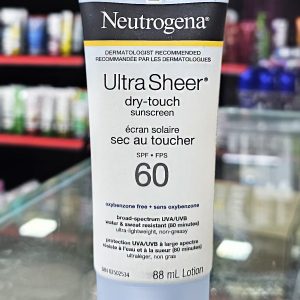 Neutrogena®
DERMATOLOGIST RECOMMENDED
RECOMMANDÉE PAR LES DERMATOLOGUES
Ultra Sheer®
dry-touch
sunscreen
écran solaire
sec au toucher
SPF • FPS
60
oxybenzone free • sans oxybenzone
broad-spectrum UVA/UVB
water & sweat resistant (80 minutes)
ultra lightweight, non-greasy
protection UVA/UVB à large spectre
résiste à l'eau et à la sueur (80 minutes)
ultraléger, non gras
88 mL Lotion